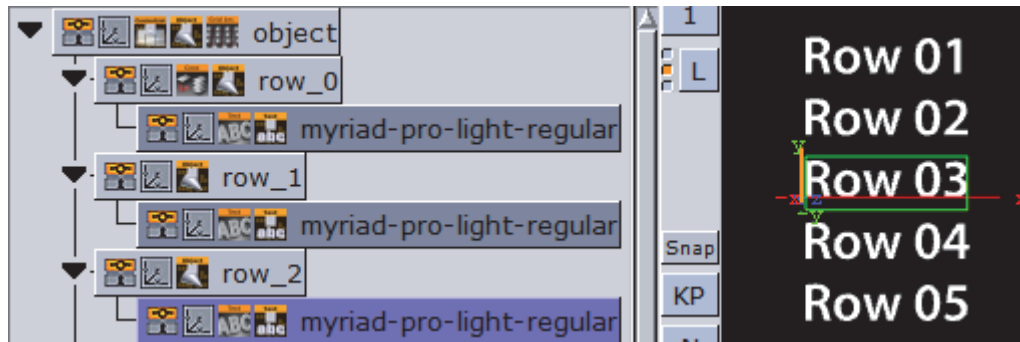 object
row_0
myriad-pro-light-regular
row_1
myriad-pro-light-regular
row_2
myriad-pro-light-regular
1
L
Snap
KP
Row 01
Row 02
Row 03
Row 04
Row 05